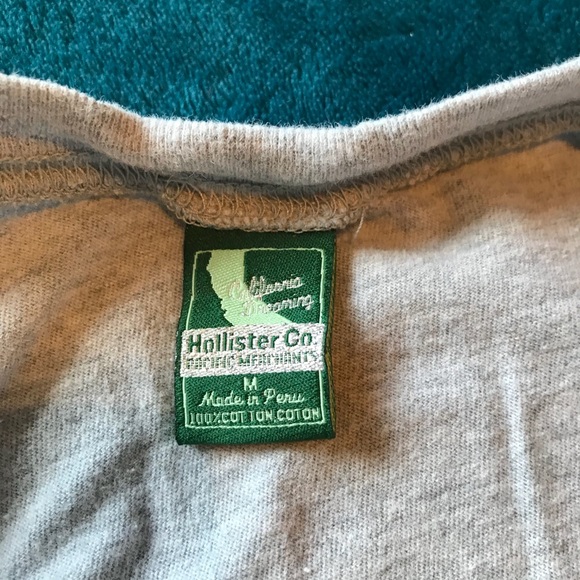 California
Dreaming
Hollister Co.
PACIFIC MERCHANTS
M
Made in Peru
100%COTTON.COTON